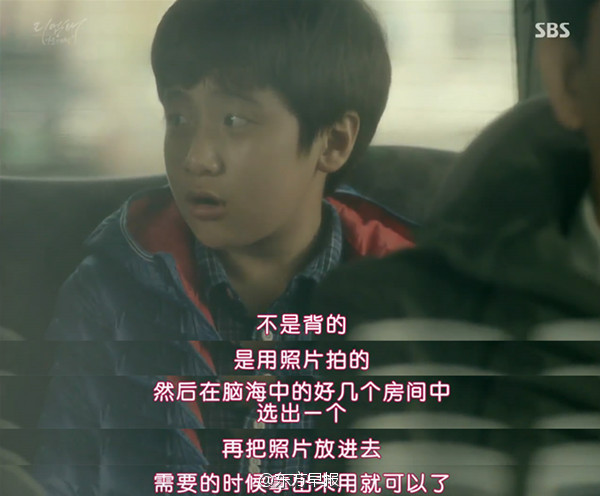 SBS
不是背的
是用照片拍的
然后在脑海中的好几个房间中
选出一个
再把照片放进去
需要的时候拿出来用就可以了
@东方早报